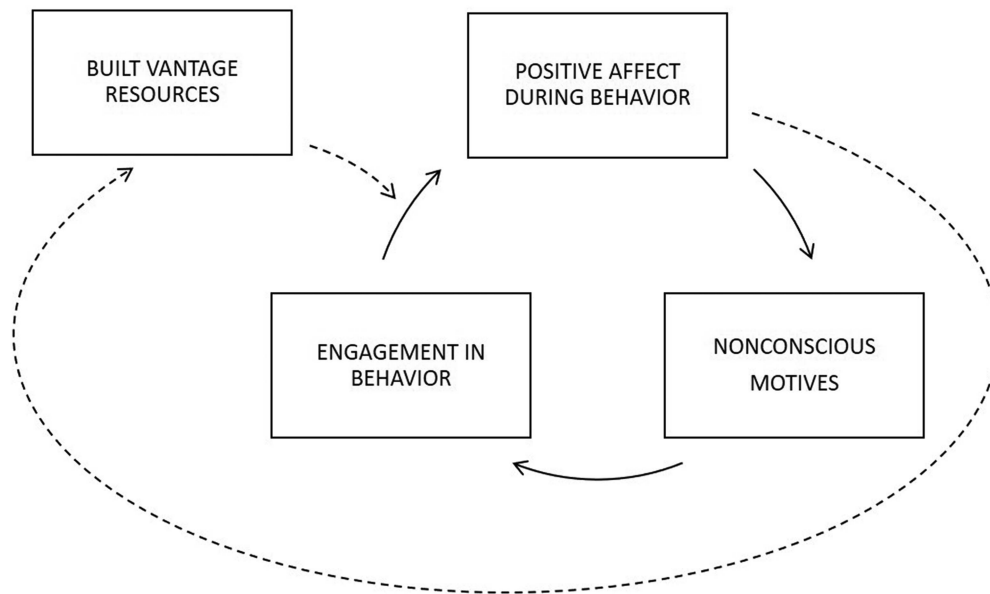 BUILT VANTAGE
RESOURCES
POSITIVE AFFECT
DURING BEHAVIOR
ENGAGEMENT IN
BEHAVIOR
NONCONSCIOUS
MOTIVES